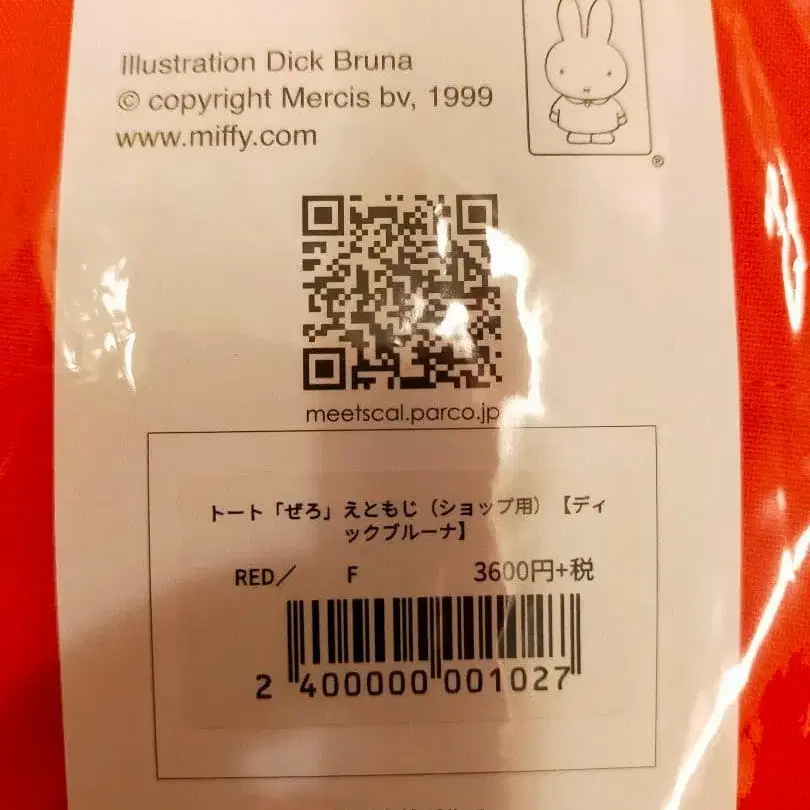 Illustration Dick Bruna
© copyright Mercis bv, 1999
www.miffy.com
®
meetscal.parco.jp
トート「ぜろ」えともじ（ショップ用）【ディ
ックブルーナ】
RED／ F 3600円+税
2 400000 001027